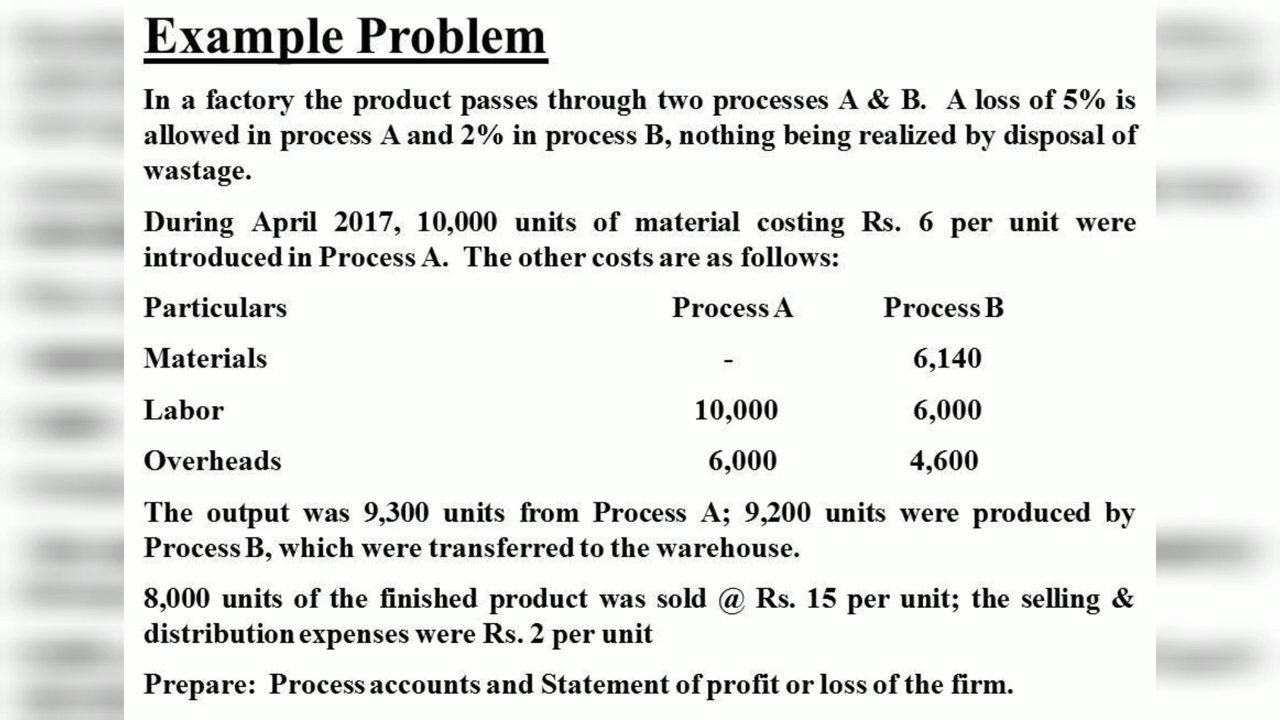 Example Problem
In a factory the product passes through two processes A & B. A loss of 5% is
allowed in process A and 2% in process B, nothing being realized by disposal of
wastage.
During April 2017, 10,000 units of material costing Rs. 6 per unit were
introduced in Process A. The other costs are as follows:
Particulars Process A Process B
Materials - 6,140
Labor 10,000 6,000
Overheads 6,000 4,600
The output was 9,300 units from Process A; 9,200 units were produced by
Process B, which were transferred to the warehouse.
8,000 units of the finished product was sold @ Rs. 15 per unit; the selling &
distribution expenses were Rs. 2 per unit
Prepare: Process accounts and Statement of profit or loss of the firm.